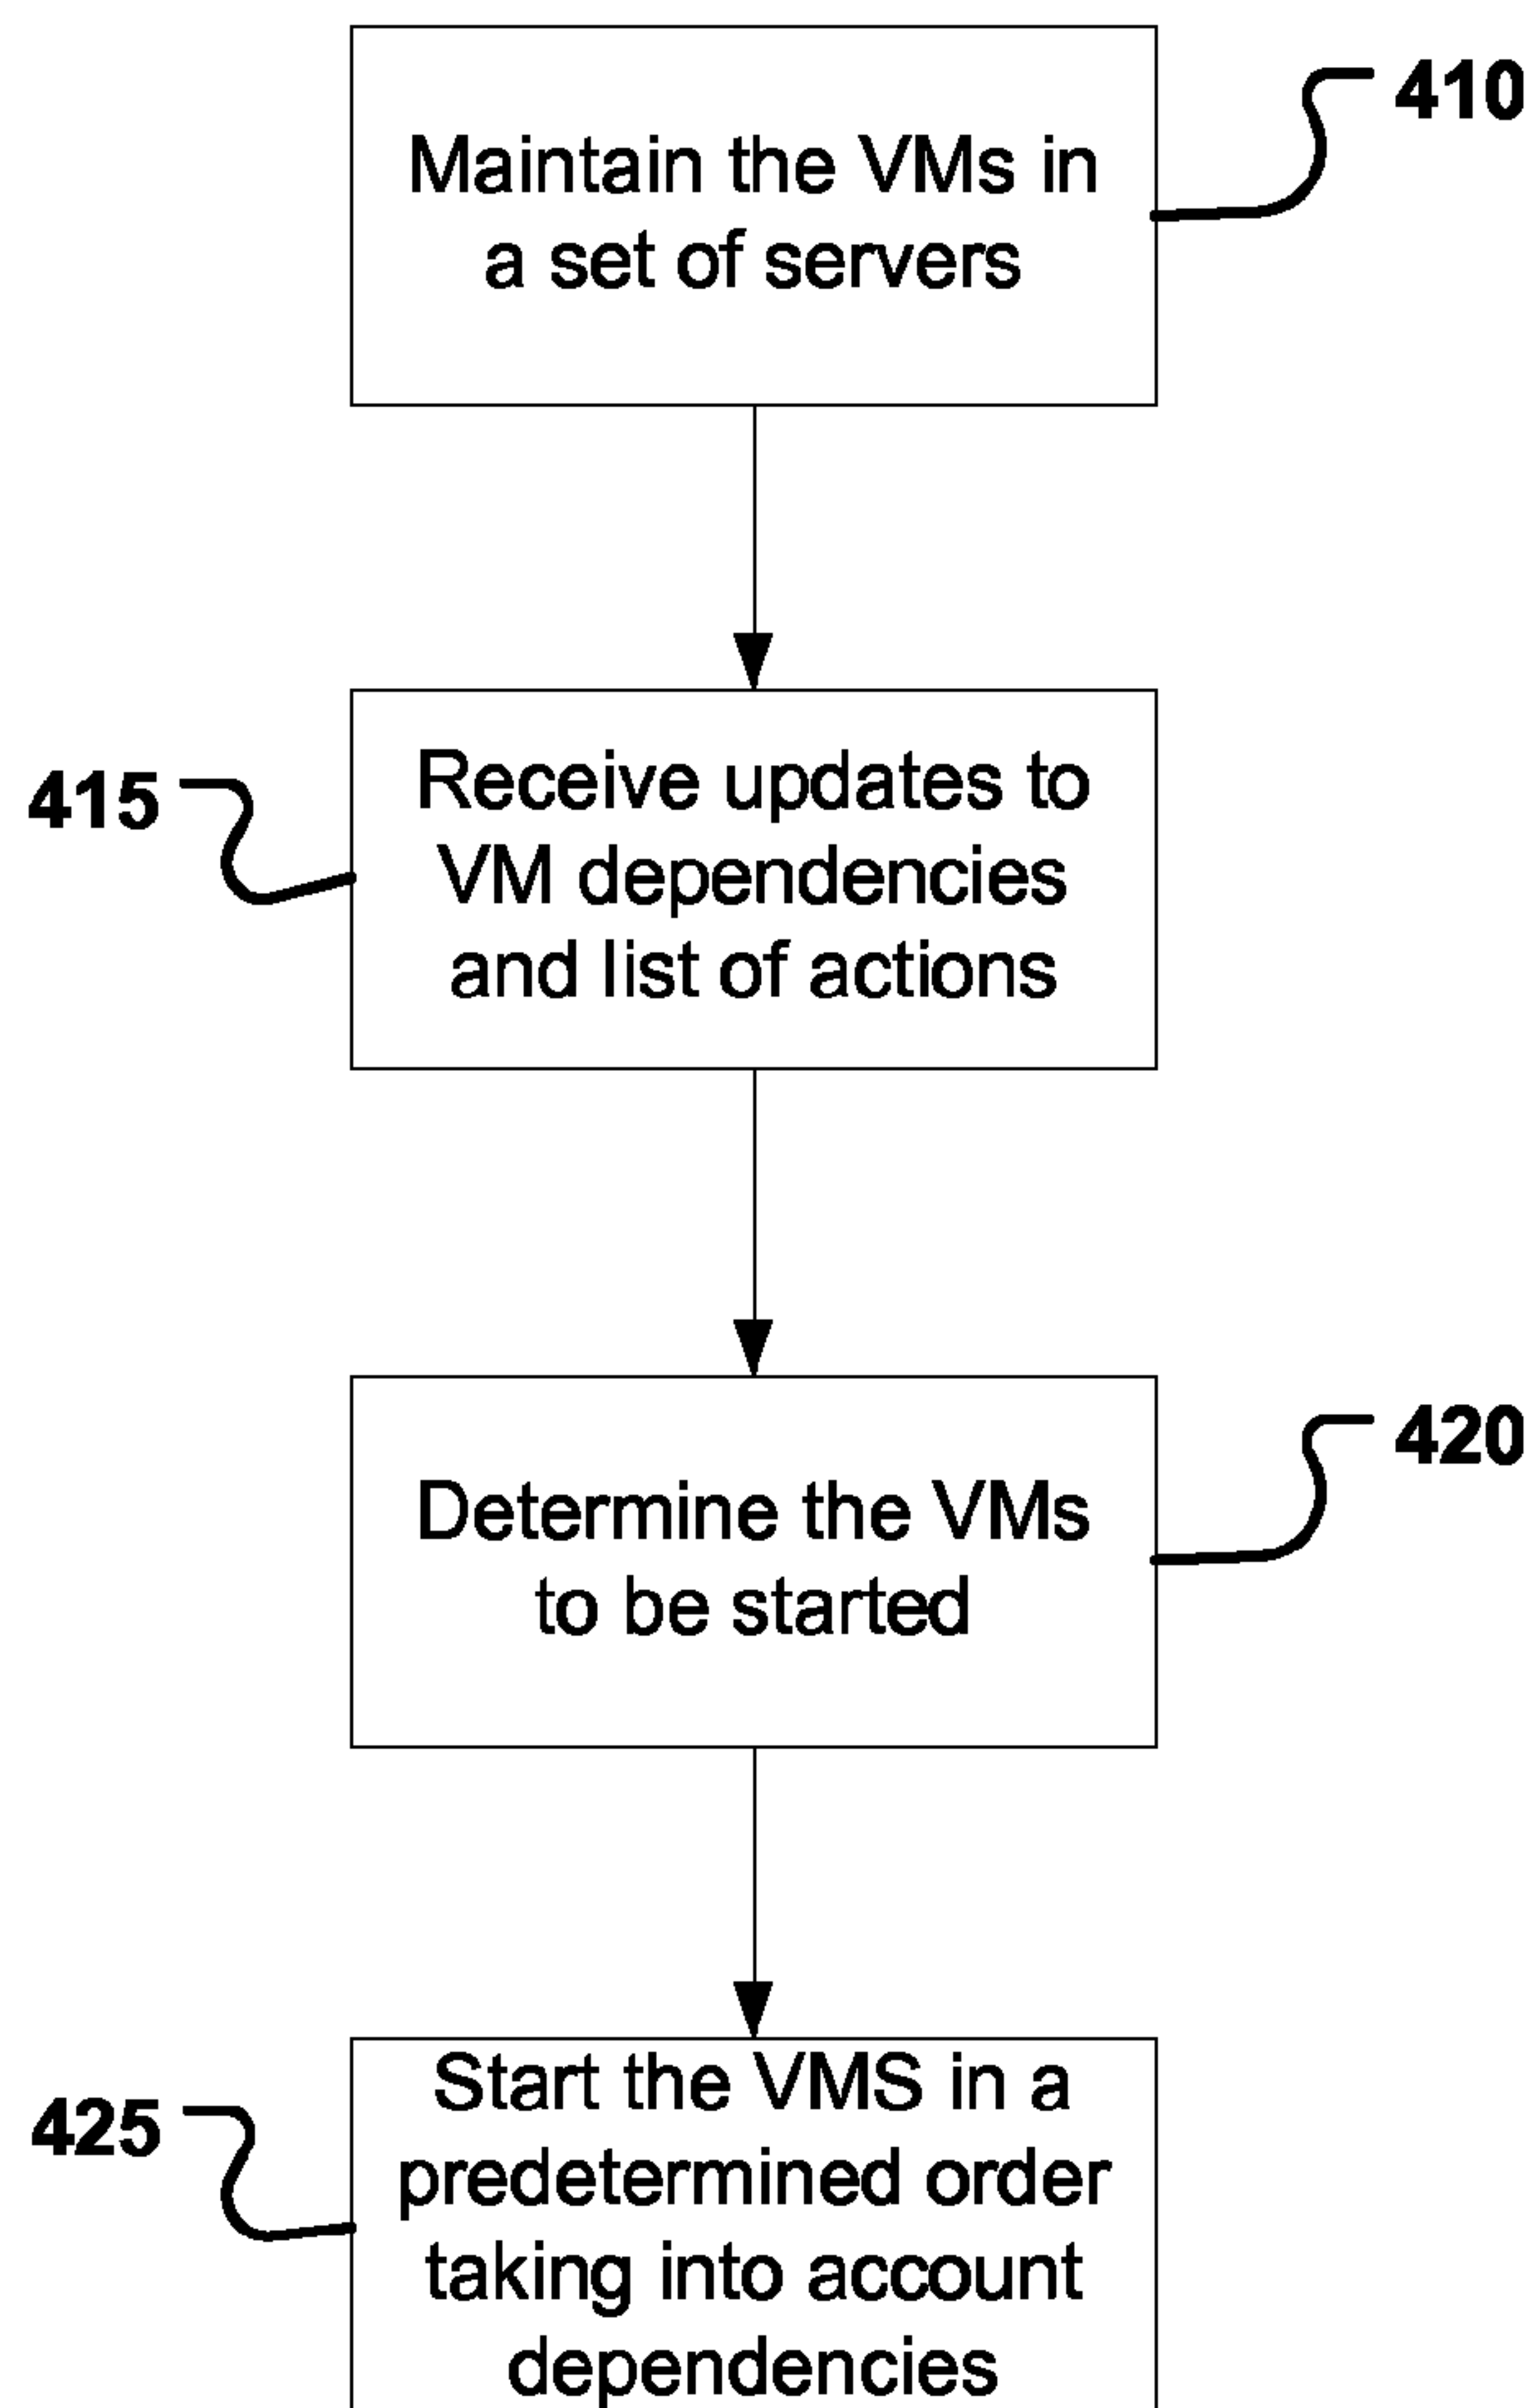 Maintain the VMs in
a set of servers
410
Receive updates to
VM dependencies
and list of actions
415
Determine the VMs
to be started
420
Start the VMS in a
predetermined order
taking into account
dependencies
425